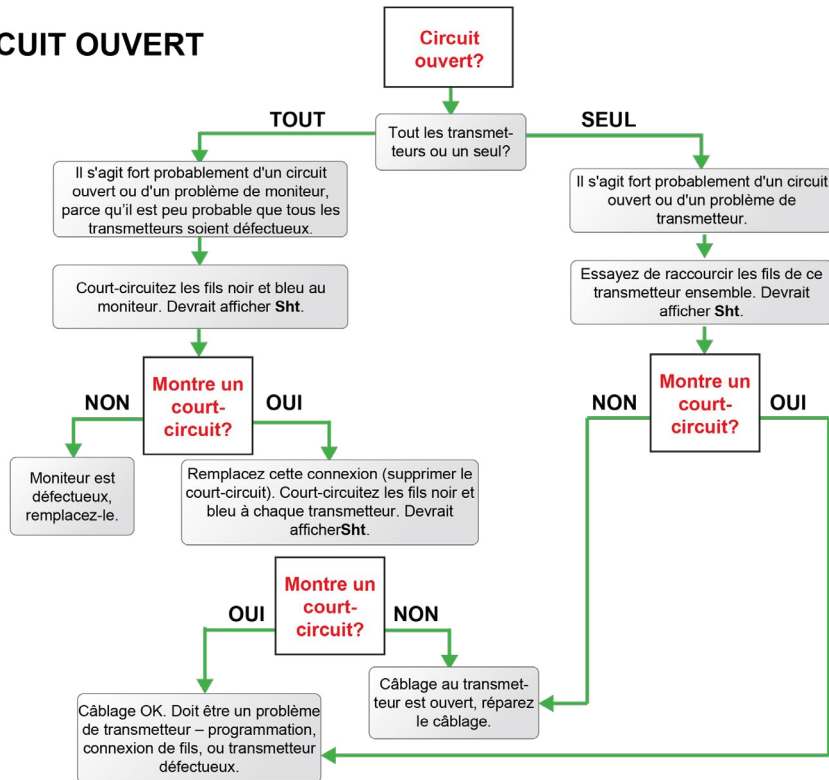 CUIT OUVERT
Circuit
ouvert?
TOUT
Tout les transmet-
teurs ou un seul?
SEUL
Il s'agit fort probablement d'un circuit
ouvert ou d'un problème de moniteur,
parce qu'il est peu probable que tous les
transmetteurs soient défectueux.
Il s'agit fort probablement d'un circuit
ouvert ou d'un problème de
transmetteur.
Court-circuitez les fils noir et bleu au
moniteur. Devrait afficher Sht.
Essayez de raccourcir les fils de ce
transmetteur ensemble. Devrait
afficher Sht.
Montre un
court-
circuit?
NON
OUI
Montre un
court-
circuit?
NON
OUI
Moniteur est
défectueux,
remplacez-le.
Remplacez cette connexion (supprimer le
court-circuit). Court-circuitez les fils noir et
bleu à chaque transmetteur. Devrait
afficherSht.
Montre un
court-
circuit?
OUI
NON
Câblage au transmet-
teur est ouvert, réparez
le câblage.
Câblage OK. Doit être un problème
de transmetteur – programmation,
connexion de fils, ou transmetteur
défectueux.